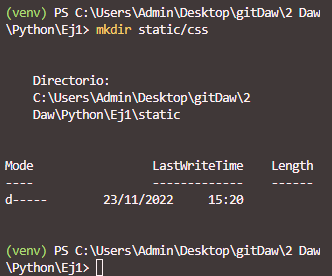 (venv) PS C:\Users\Admin\Desktop\gitDaw\2 Daw
\Python\Ej1> mkdir static/css
Directorio:
C:\Users\Admin\Desktop\gitDaw\2
Daw\Python\Ej1\static
Mode LastWriteTime Length
---- ------------- ------
d----- 23/11/2022 15:20
(venv) PS C:\Users\Admin\Desktop\gitDaw\2 Daw
\Python\Ej1>